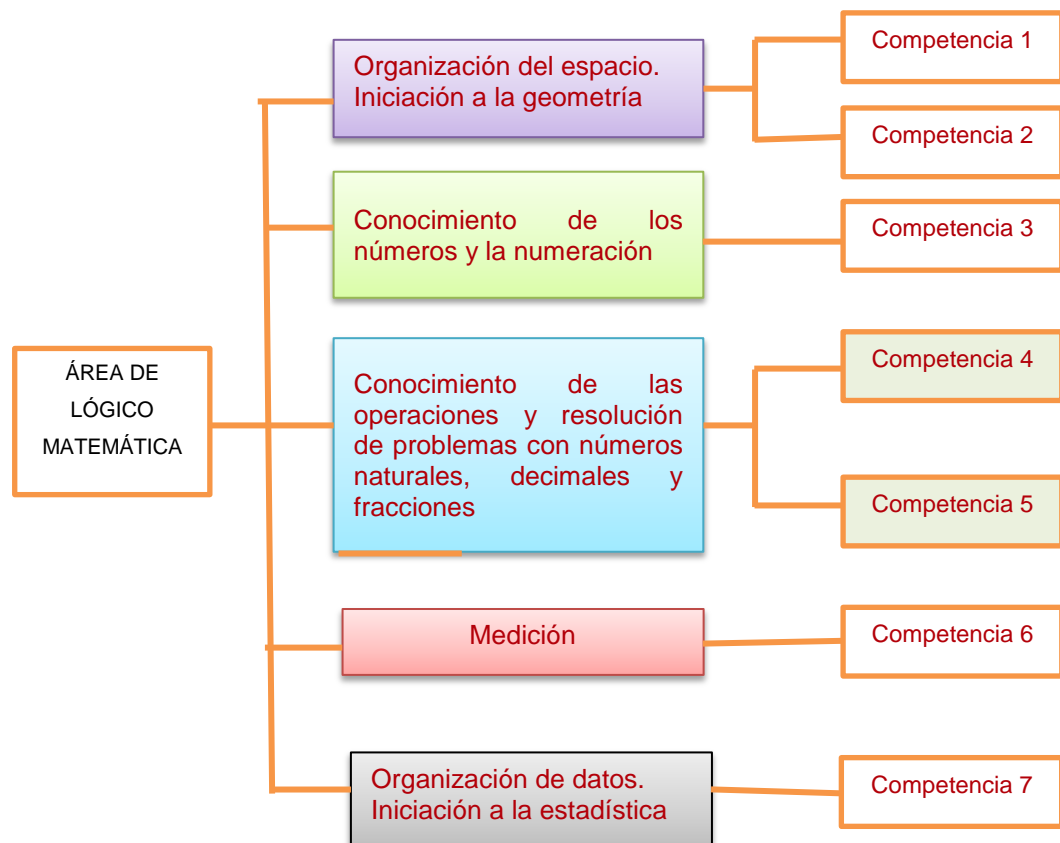 Organización del espacio.
Iniciación a la geometría
Competencia 1
Competencia 2
Conocimiento de los
números y la numeración
Competencia 3
ÁREA DE
LÓGICO
MATEMÁTICA
Conocimiento de las
operaciones y resolución
de problemas con números
naturales, decimales y
fracciones
Competencia 4
Competencia 5
Medición
Competencia 6
Organización de datos.
Iniciación a la estadística
Competencia 7